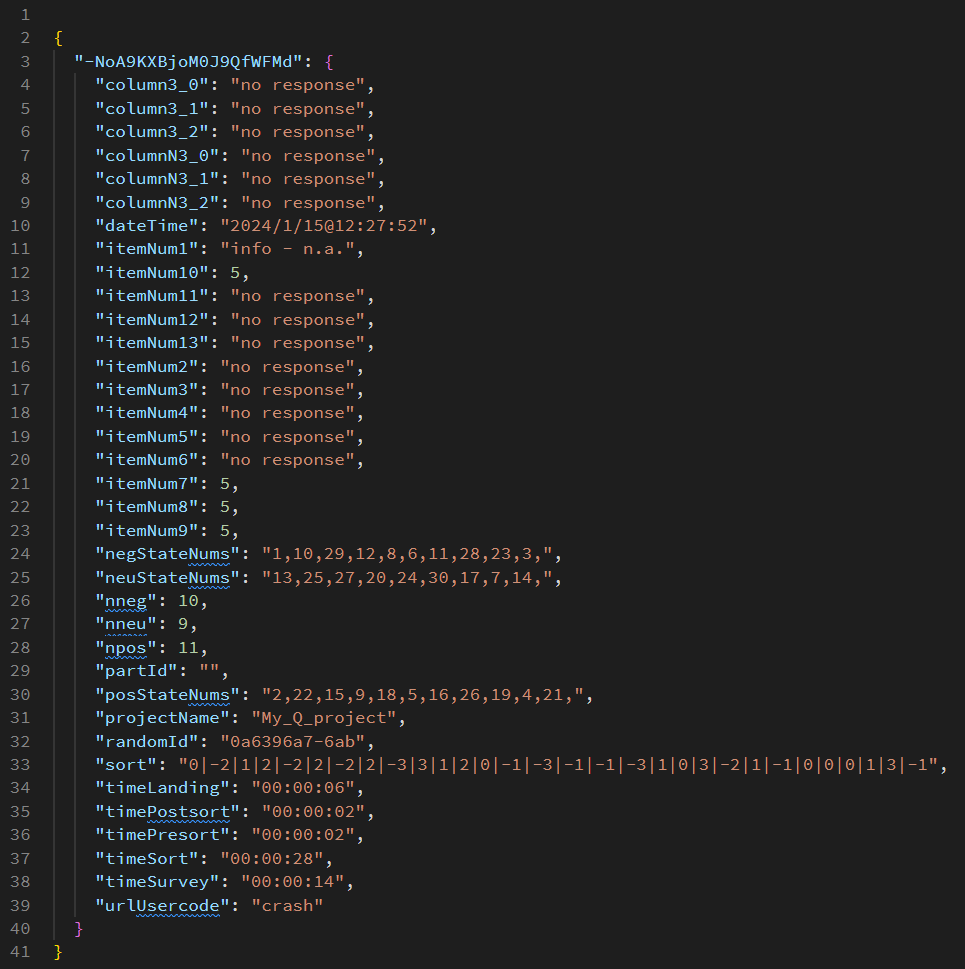 1
2 {
3 "-NoA9KXBjoM0J9QfWFMd": {
4 "column3_0": "no response",
5 "column3_1": "no response",
6 "column3_2": "no response",
7 "columnN3_0": "no response",
8 "columnN3_1": "no response",
9 "columnN3_2": "no response",
10 "dateTime": "2024/1/15@12:27:52",
11 "itemNum1": "info - n.a.",
12 "itemNum10": 5,
13 "itemNum11": "no response",
14 "itemNum12": "no response",
15 "itemNum13": "no response",
16 "itemNum2": "no response",
17 "itemNum3": "no response",
18 "itemNum4": "no response",
19 "itemNum5": "no response",
20 "itemNum6": "no response",
21 "itemNum7": 5,
22 "itemNum8": 5,
23 "itemNum9": 5,
24 "negStateNums": "1,10,29,12,8,6,11,28,23,3,",
25 "neuStateNums": "13,25,27,20,24,30,17,7,14,",
26 "nneg": 10,
27 "nneu": 9,
28 "npos": 11,
29 "partId": "",
30 "posStateNums": "2,22,15,9,18,5,16,26,19,4,21,",
31 "projectName": "My_Q_project",
32 "randomId": "0a6396a7-6ab",
33 "sort": "0|-2|1|2|-2|2|-2|2|-3|3|1|2|0|-1|-3|-1|-1|-3|1|0|3|-2|1|-1|0|0|0|1|3|-1",
34 "timeLanding": "00:00:06",
35 "timePostsort": "00:00:02",
36 "timePresort": "00:00:02",
37 "timeSort": "00:00:28",
38 "timeSurvey": "00:00:14",
39 "urlUsercode": "crash"
40 }
41 }